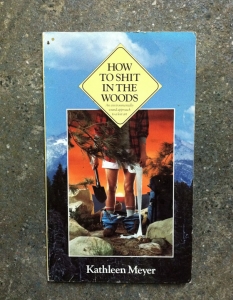 HOW
TO SHIT
IN THE
WOODS
Kathleen Meyer